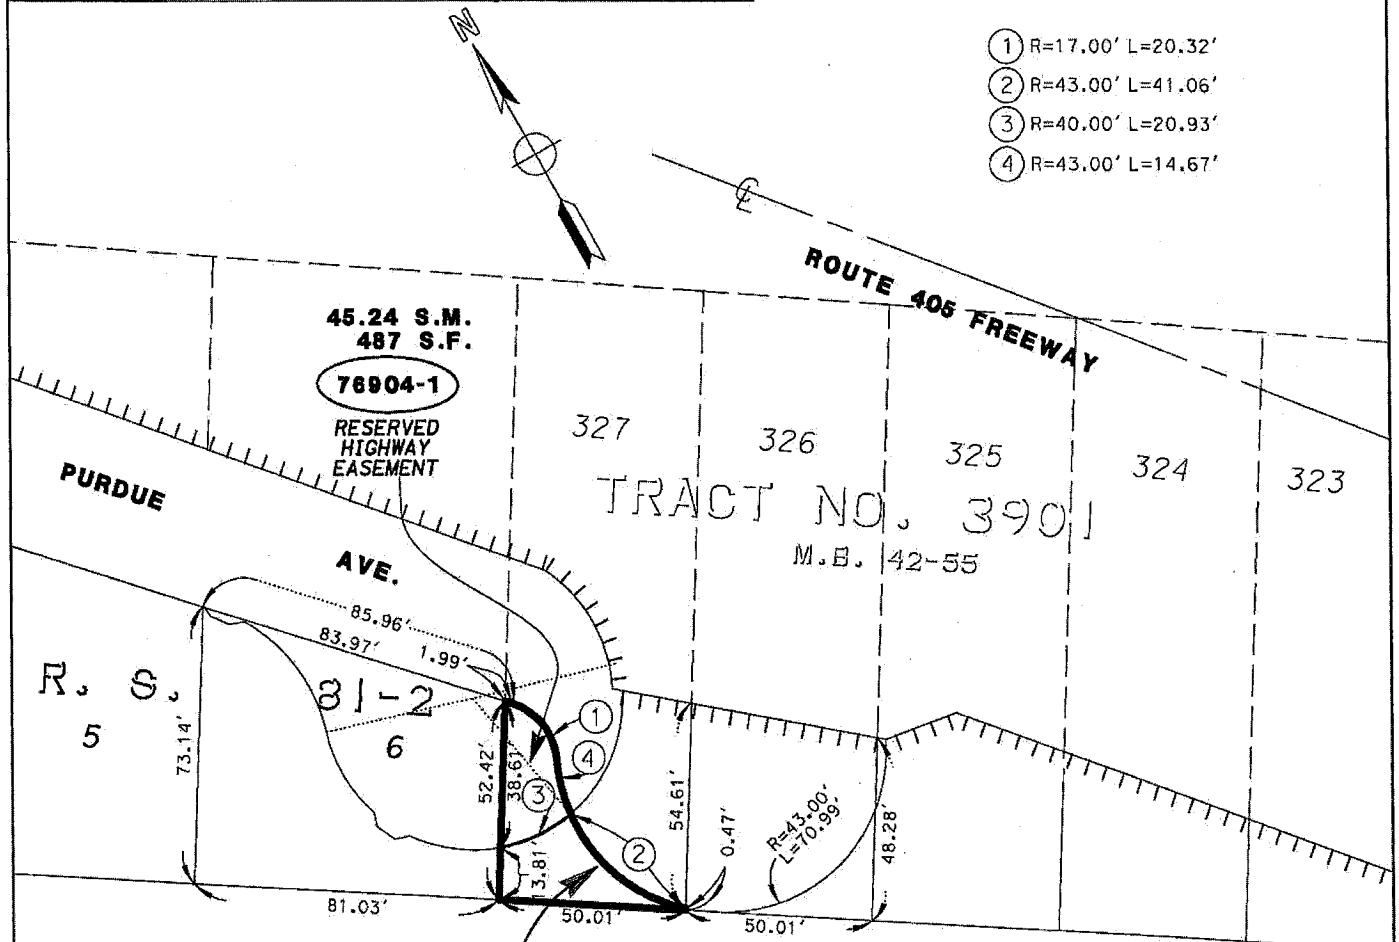 N
① R=17.00' L=20.32'
② R=43.00' L=41.06'
③ R=40.00' L=20.93'
④ R=43.00' L=14.67'
℄
ROUTE 405 FREEWAY
45.24 S.M.
487 S.F.
76904-1
RESERVED
HIGHWAY
EASEMENT
327
326
325
324
323
TRACT NO. 3901
M.B. 42-55
PURDUE
AVE.
85.96'
83.97'
1.99'
R. S.
81-2
5
6
73.14'
52.42'
38.61'
13.81'
①
④
③
②
54.61'
0.47'
R=43.00'
L=70.99'
48.28'
81.03'
50.01'
50.01'